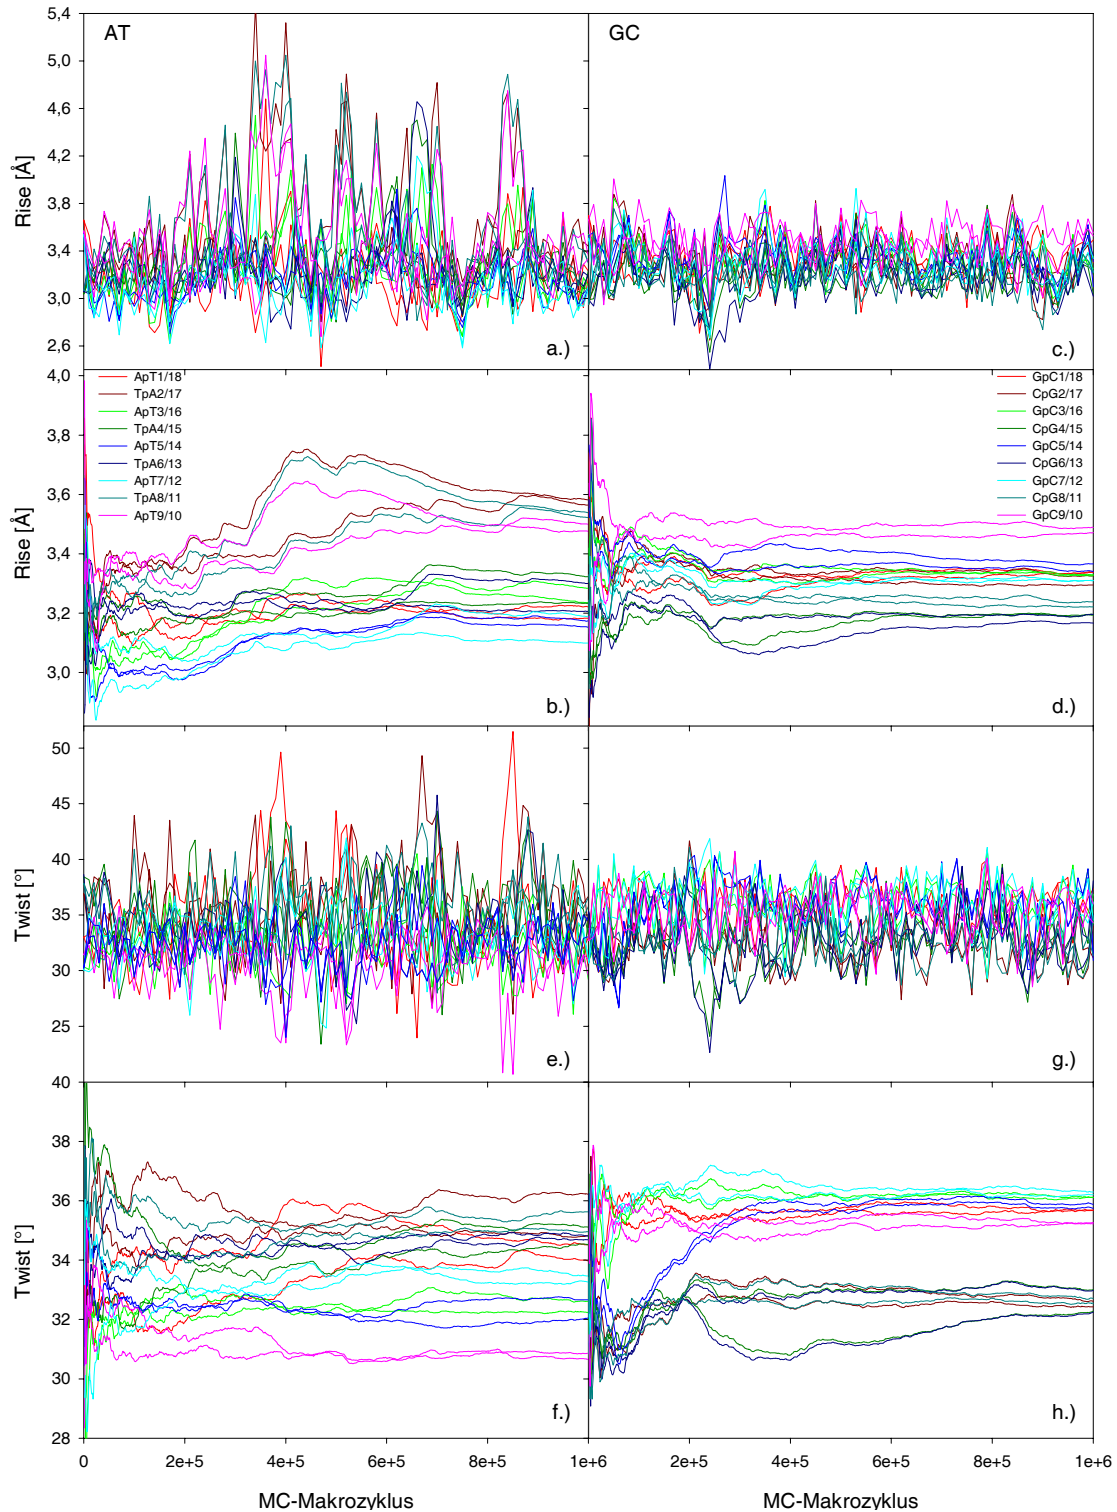 AT
GC
5,4
5,0
4,6
4,2
3,8
3,4
3,0
2,6
Rise [Å]
a.)
c.)
4,0
3,8
3,6
3,4
3,2
3,0
Rise [Å]
ApT1/18
TpA2/17
ApT3/16
TpA4/15
ApT5/14
TpA6/13
ApT7/12
TpA8/11
ApT9/10
b.)
GpC1/18
CpG2/17
GpC3/16
CpG4/15
GpC5/14
CpG6/13
GpC7/12
CpG8/11
GpC9/10
d.)
50
45
40
35
30
25
Twist [°]
e.)
g.)
40
38
36
34
32
30
28
Twist [°]
f.)
h.)
0 2e+5 4e+5 6e+5 8e+5 1e+6 2e+5 4e+5 6e+5 8e+5 1e+6
MC-Makrozyklus MC-Makrozyklus